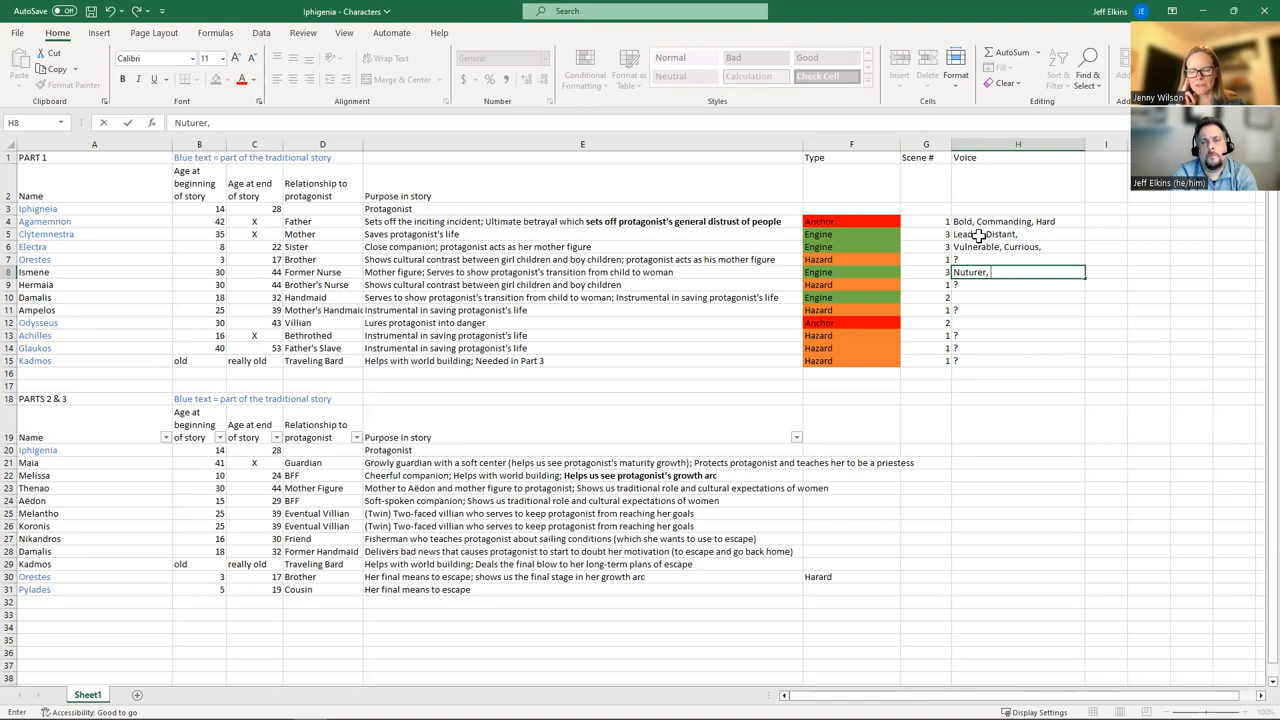 AutoSave Off Iphigenia - Characters Search Jeff Elkins JE
File Home Insert Draw Page Layout Formulas Data Review View Automate Help
Cut Calibri 11 Wrap Text General Normal Bad Good AutoSum
Paste Copy Conditional Formatting Format as Table Insert Delete Format Fill Sort & Filter Find & Select
Format Painter B I U Merge & Center $ % Neutral Calculation Check Cell Clear
Clipboard Font Alignment Number Styles Cells Editing
Jenny Wilson
Jeff Elkins (he/him)
H8 Nuturer,
A B C D E F G H I
1 PART 1 Blue text = part of the traditional story Type Scene # Voice
2 Name Age at beginning of story Age at end of story Relationship to protagonist Purpose in story
3 Iphigneia 14 28 Protagonist
4 Agamemnon 42 X Father Sets off the inciting incident; Ultimate betrayal which sets off protagonist's general distrust of people Anchor 1 Bold, Commanding, Hard
5 Clytemnestra 35 X Mother Saves protagonist's life Engine 3 Distant,
6 Electra 8 22 Sister Close companion; protagonist acts as her mother figure Engine 3 Vulnerable, Currious,
7 Orestes 3 17 Brother Shows cultural contrast between girl children and boy children; protagonist acts as his mother figure Hazard 1 ?
8 Ismene 30 44 Former Nurse Mother figure; Serves to show protagonist's transition from child to woman Engine 3 Nuturer,
9 Hermaia 30 44 Brother's Nurse Shows cultural contrast between girl children and boy children Hazard 1 ?
10 Damalis 18 32 Handmaid Serves to show protagonist's transition from child to woman; Instrumental in saving protagonist's life Engine 2
11 Ampelos 25 39 Mother's Handmaid Instrumental in saving protagonist's life Hazard 1 ?
12 Odysseus 30 43 Villian Lures protagonist into danger Anchor 2
13 Achilles 16 X Bethrothed Instrumental in saving protagonist's life Hazard 1 ?
14 Glaukos 40 53 Father's Slave Instrumental in saving protagonist's life Hazard 1 ?
15 Kadmos old really old Traveling Bard Helps with world building; Needed in Part 3 Hazard 1 ?
16
17
18 PARTS 2 & 3 Blue text = part of the traditional story
19 Name Age at beginning of story Age at end of story Relationship to protagonist Purpose in story
20 Iphigenia 14 28 Protagonist
21 Maia 41 X Guardian Growly guardian with a soft center (helps us see protagonist's maturity growth); Protects protagonist and teaches her to be a priestess
22 Melissa 10 24 BFF Cheerful companion; Helps with world building; Helps us see protagonist's growth arc
23 Thenao 30 44 Mother Figure Mother to Aëdon and mother figure to protagonist; Shows us traditional role and cultural expectations of women
24 Aëdon 15 29 BFF Soft-spoken companion; Shows us traditional role and cultural expectations of women
25 Melantho 25 39 Eventual Villian (Twin) Two-faced villian who serves to keep protagonist from reaching her goals
26 Koronis 25 39 Eventual Villian (Twin) Two-faced villian who serves to keep protagonist from reaching her goals
27 Nikandros 16 30 Friend Fisherman who teaches protagonist about sailing conditions (which she wants to use to escape)
28 Damalis 18 32 Former Handmaid Delivers bad news that causes protagonist to start to doubt her motivation (to escape and go back home)
29 Kadmos old really old Traveling Bard Helps with world building; Deals the final blow to her long-term plans of escape
30 Orestes 3 17 Brother Her final means to escape; shows us the final stage in her growth arc Harard
31 Pylades 5 19 Cousin Her final means to escape
32
33
34
35
36
37
38
Sheet1
Enter Accessibility: Good to go Display Settings 100%